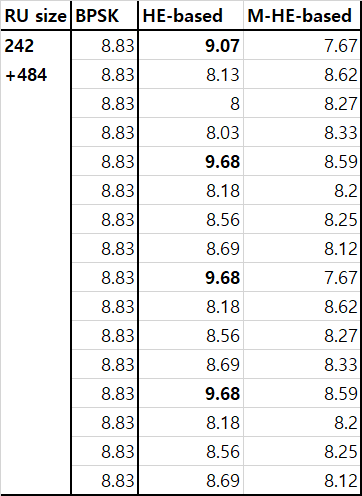 RU size BPSK HE-based M-HE-based
242 8.83 9.07 7.67
+484 8.83 8.13 8.62
8.83 8 8.27
8.83 8.03 8.33
8.83 9.68 8.59
8.83 8.18 8.2
8.83 8.56 8.25
8.83 8.69 8.12
8.83 9.68 7.67
8.83 8.18 8.62
8.83 8.56 8.27
8.83 8.69 8.33
8.83 9.68 8.59
8.83 8.18 8.2
8.83 8.56 8.25
8.83 8.69 8.12